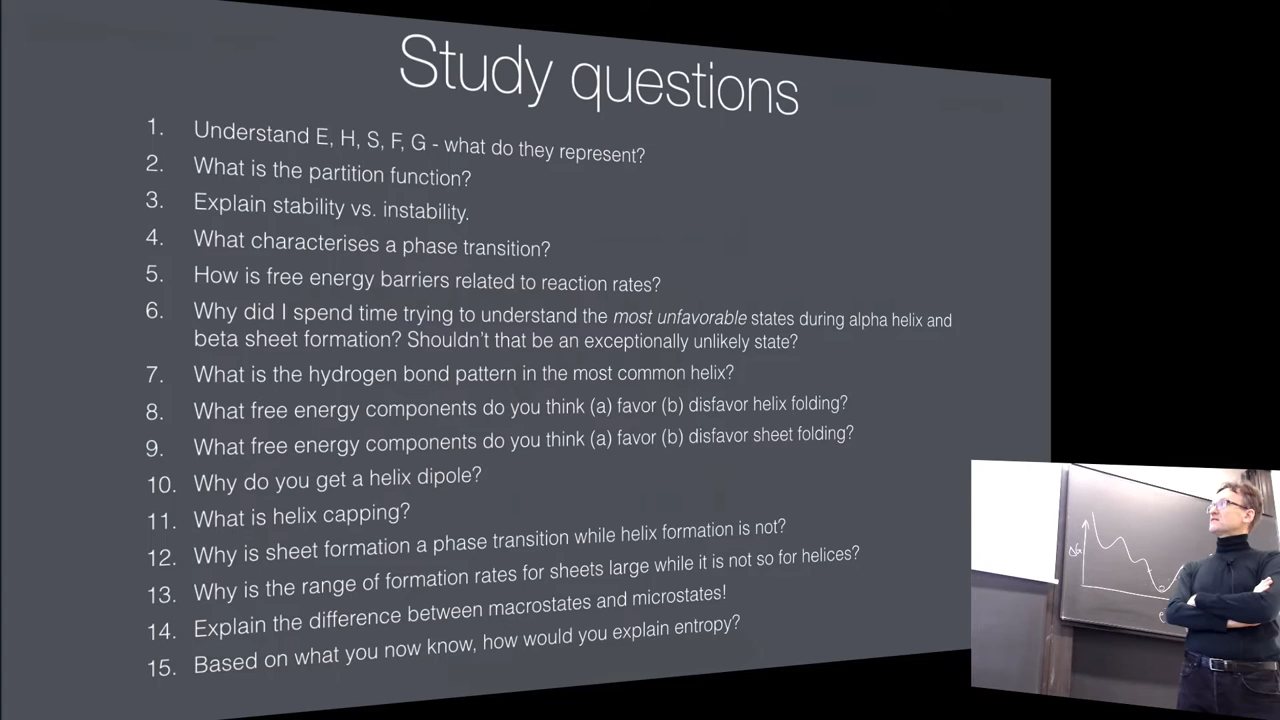 Study questions
1. Understand E, H, S, F, G - what do they represent?
2. What is the partition function?
3. Explain stability vs. instability.
4. What characterises a phase transition?
5. How is free energy barriers related to reaction rates?
6. Why did I spend time trying to understand the most unfavorable states during alpha helix and
beta sheet formation? Shouldn't that be an exceptionally unlikely state?
7. What is the hydrogen bond pattern in the most common helix?
8. What free energy components do you think (a) favor (b) disfavor helix folding?
9. What free energy components do you think (a) favor (b) disfavor sheet folding?
10. Why do you get a helix dipole?
11. What is helix capping?
12. Why is sheet formation a phase transition while helix formation is not?
13. Why is the range of formation rates for sheets large while it is not so for helices?
14. Explain the difference between macrostates and microstates!
15. Based on what you now know, how would you explain entropy?